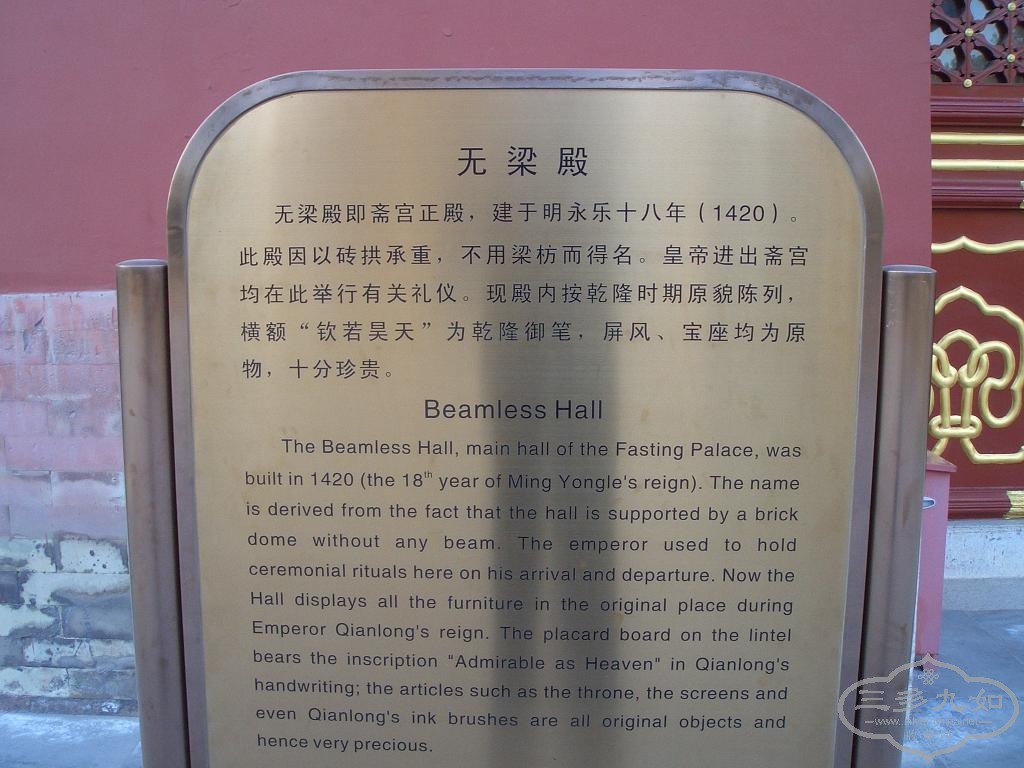 无梁殿
无梁殿即斋宫正殿，建于明永乐十八年（1420）。
此殿因以砖拱承重，不用梁枋而得名。皇帝进出斋宫
均在此举行有关礼仪。现殿内按乾隆时期原貌陈列，
横额“钦若昊天”为乾隆御笔，屏风、宝座均为原
物，十分珍贵。
Beamless Hall
The Beamless Hall, main hall of the Fasting Palace, was
built in 1420 (the 18th year of Ming Yongle's reign). The name
is derived from the fact that the hall is supported by a brick
dome without any beam. The emperor used to hold
ceremonial rituals here on his arrival and departure. Now the
Hall displays all the furniture in the original place during
Emperor Qianlong's reign. The placard board on the lintel
bears the inscription "Admirable as Heaven" in Qianlong's
handwriting; the articles such as the throne, the screens and
even Qianlong's ink brushes are all original objects and
hence very precious.
三多九如